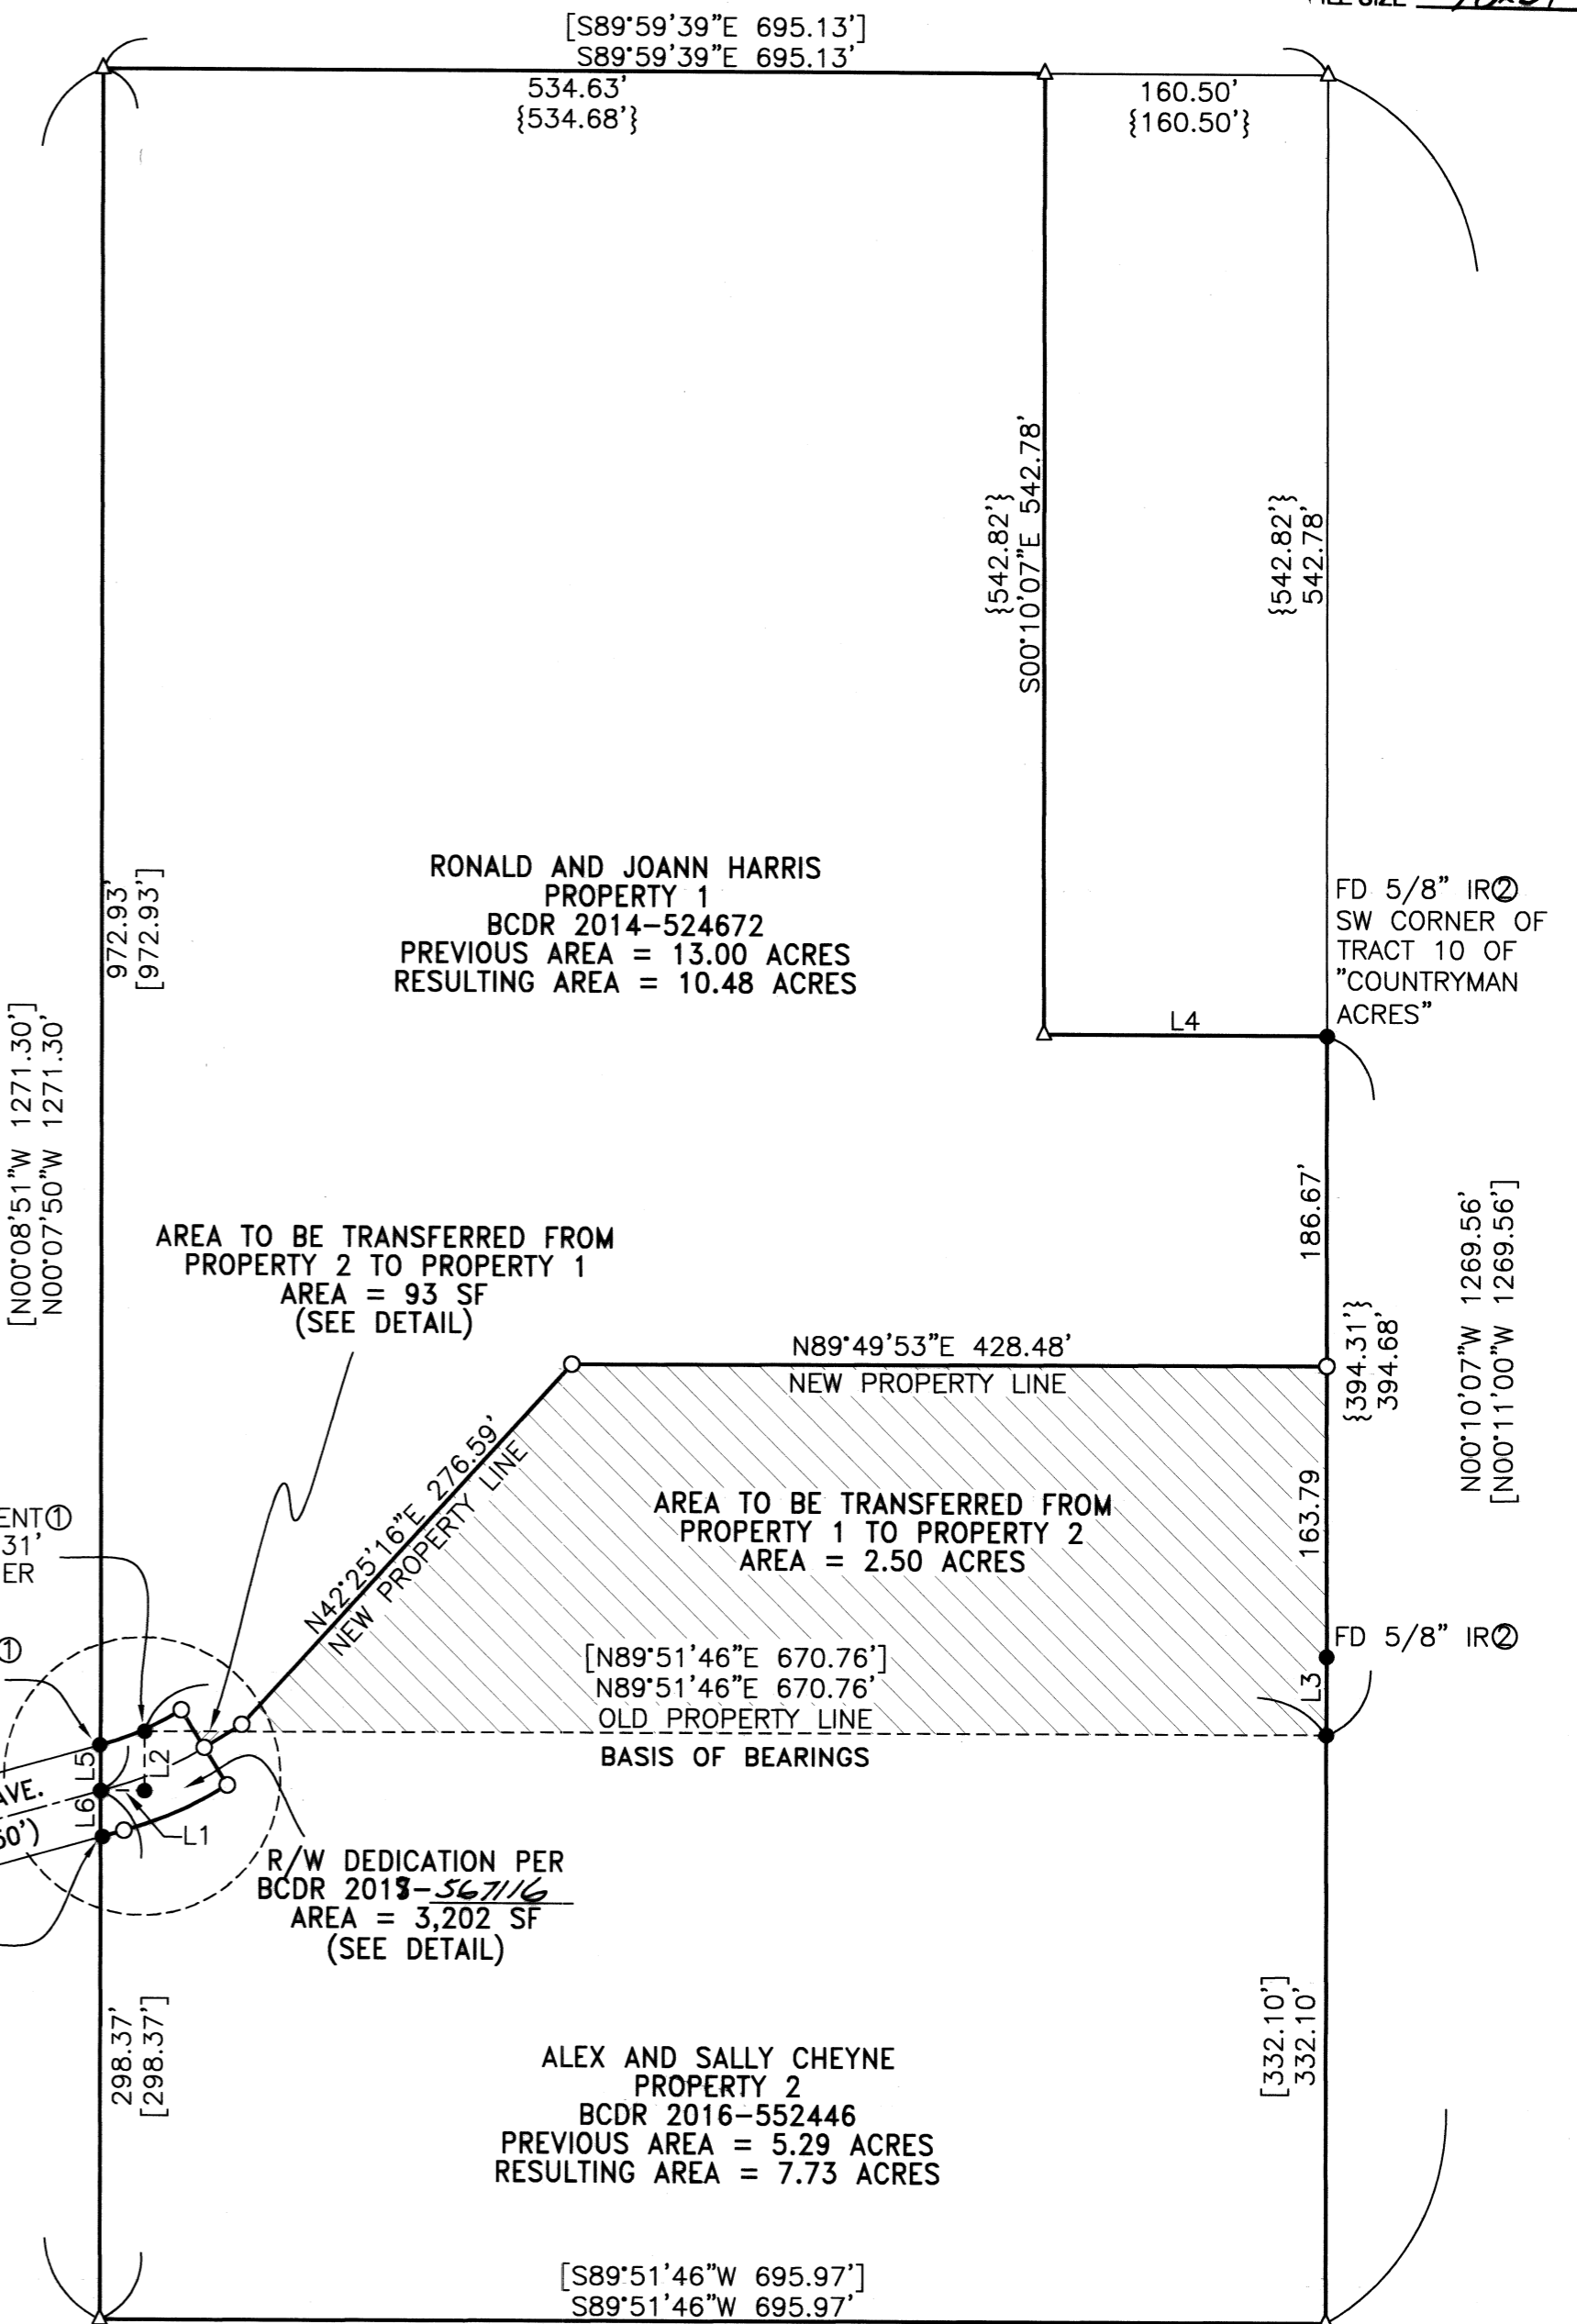 FILE SIZE
[S89°59'39"E 695.13']
S89°59'39"E 695.13'
534.63'
{534.68'}
160.50'
{160.50'}
{542.82'}
S00°10'07"E 542.78'
{542.82'}
542.78'
RONALD AND JOANN HARRIS
PROPERTY 1
BCDR 2014-524672
PREVIOUS AREA = 13.00 ACRES
RESULTING AREA = 10.48 ACRES
972.93'
[972.93']
[N00°08'51"W 1271.30']
N00°07'50"W 1271.30'
FD 5/8" IR②
SW CORNER OF
TRACT 10 OF
"COUNTRYMAN
ACRES"
L4
186.67'
{394.31'}
394.68'
N00°10'07"W 1269.56'
[N00°11'00"W 1269.56']
AREA TO BE TRANSFERRED FROM
PROPERTY 2 TO PROPERTY 1
AREA = 93 SF
(SEE DETAIL)
N89°49'53"E 428.48'
NEW PROPERTY LINE
N42°25'16"E 276.59'
NEW PROPERTY LINE
AREA TO BE TRANSFERRED FROM
PROPERTY 1 TO PROPERTY 2
AREA = 2.50 ACRES
163.79
FD 5/8" IR②
L3
ENT①
31'
ER
①
[N89°51'46"E 670.76']
N89°51'46"E 670.76'
OLD PROPERTY LINE
BASIS OF BEARINGS
L5
L2
L6
L1
AVE.
60')
R/W DEDICATION PER
BCDR 2018-567116
AREA = 3,202 SF
(SEE DETAIL)
298.37'
[298.37']
[332.10']
332.10'
ALEX AND SALLY CHEYNE
PROPERTY 2
BCDR 2016-552446
PREVIOUS AREA = 5.29 ACRES
RESULTING AREA = 7.73 ACRES
[S89°51'46"W 695.97']
S89°51'46"W 695.97'